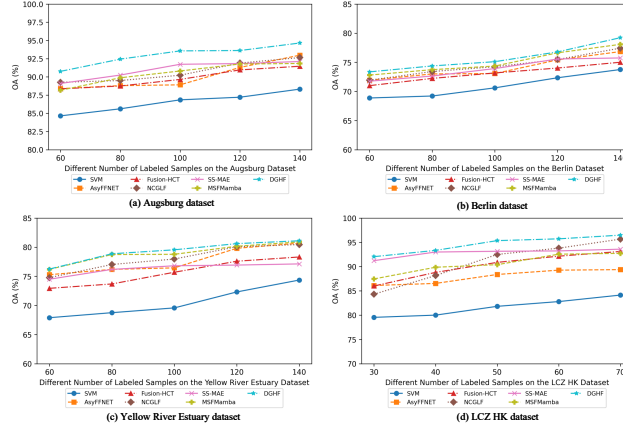 100.0
97.5
95.0
92.5
90.0
87.5
85.0
82.5
80.0
OA (%)
60 80 100 120 140
Different Number of Labeled Samples on the Augsburg Dataset
SVM Fusion-HCT SS-MAE DGHF
AsyFFNET NCGLF MSFMamba
(a) Augsburg dataset
85
80
75
70
65
60
OA (%)
60 80 100 120 140
Different Number of Labeled Samples on the Berlin Dataset
SVM Fusion-HCT SS-MAE DGHF
AsyFFNET NCGLF MSFMamba
(b) Berlin dataset
85
80
75
70
65
60
OA (%)
60 80 100 120 140
Different Number of Labeled Samples on the Yellow River Estuary Dataset
SVM Fusion-HCT SS-MAE DGHF
AsyFFNET NCGLF MSFMamba
(c) Yellow River Estuary dataset
100
95
90
85
80
75
70
OA (%)
30 40 50 60 70
Different Number of Labeled Samples on the LCZ HK Dataset
SVM Fusion-HCT SS-MAE DGHF
AsyFFNET NCGLF MSFMamba
(d) LCZ HK dataset